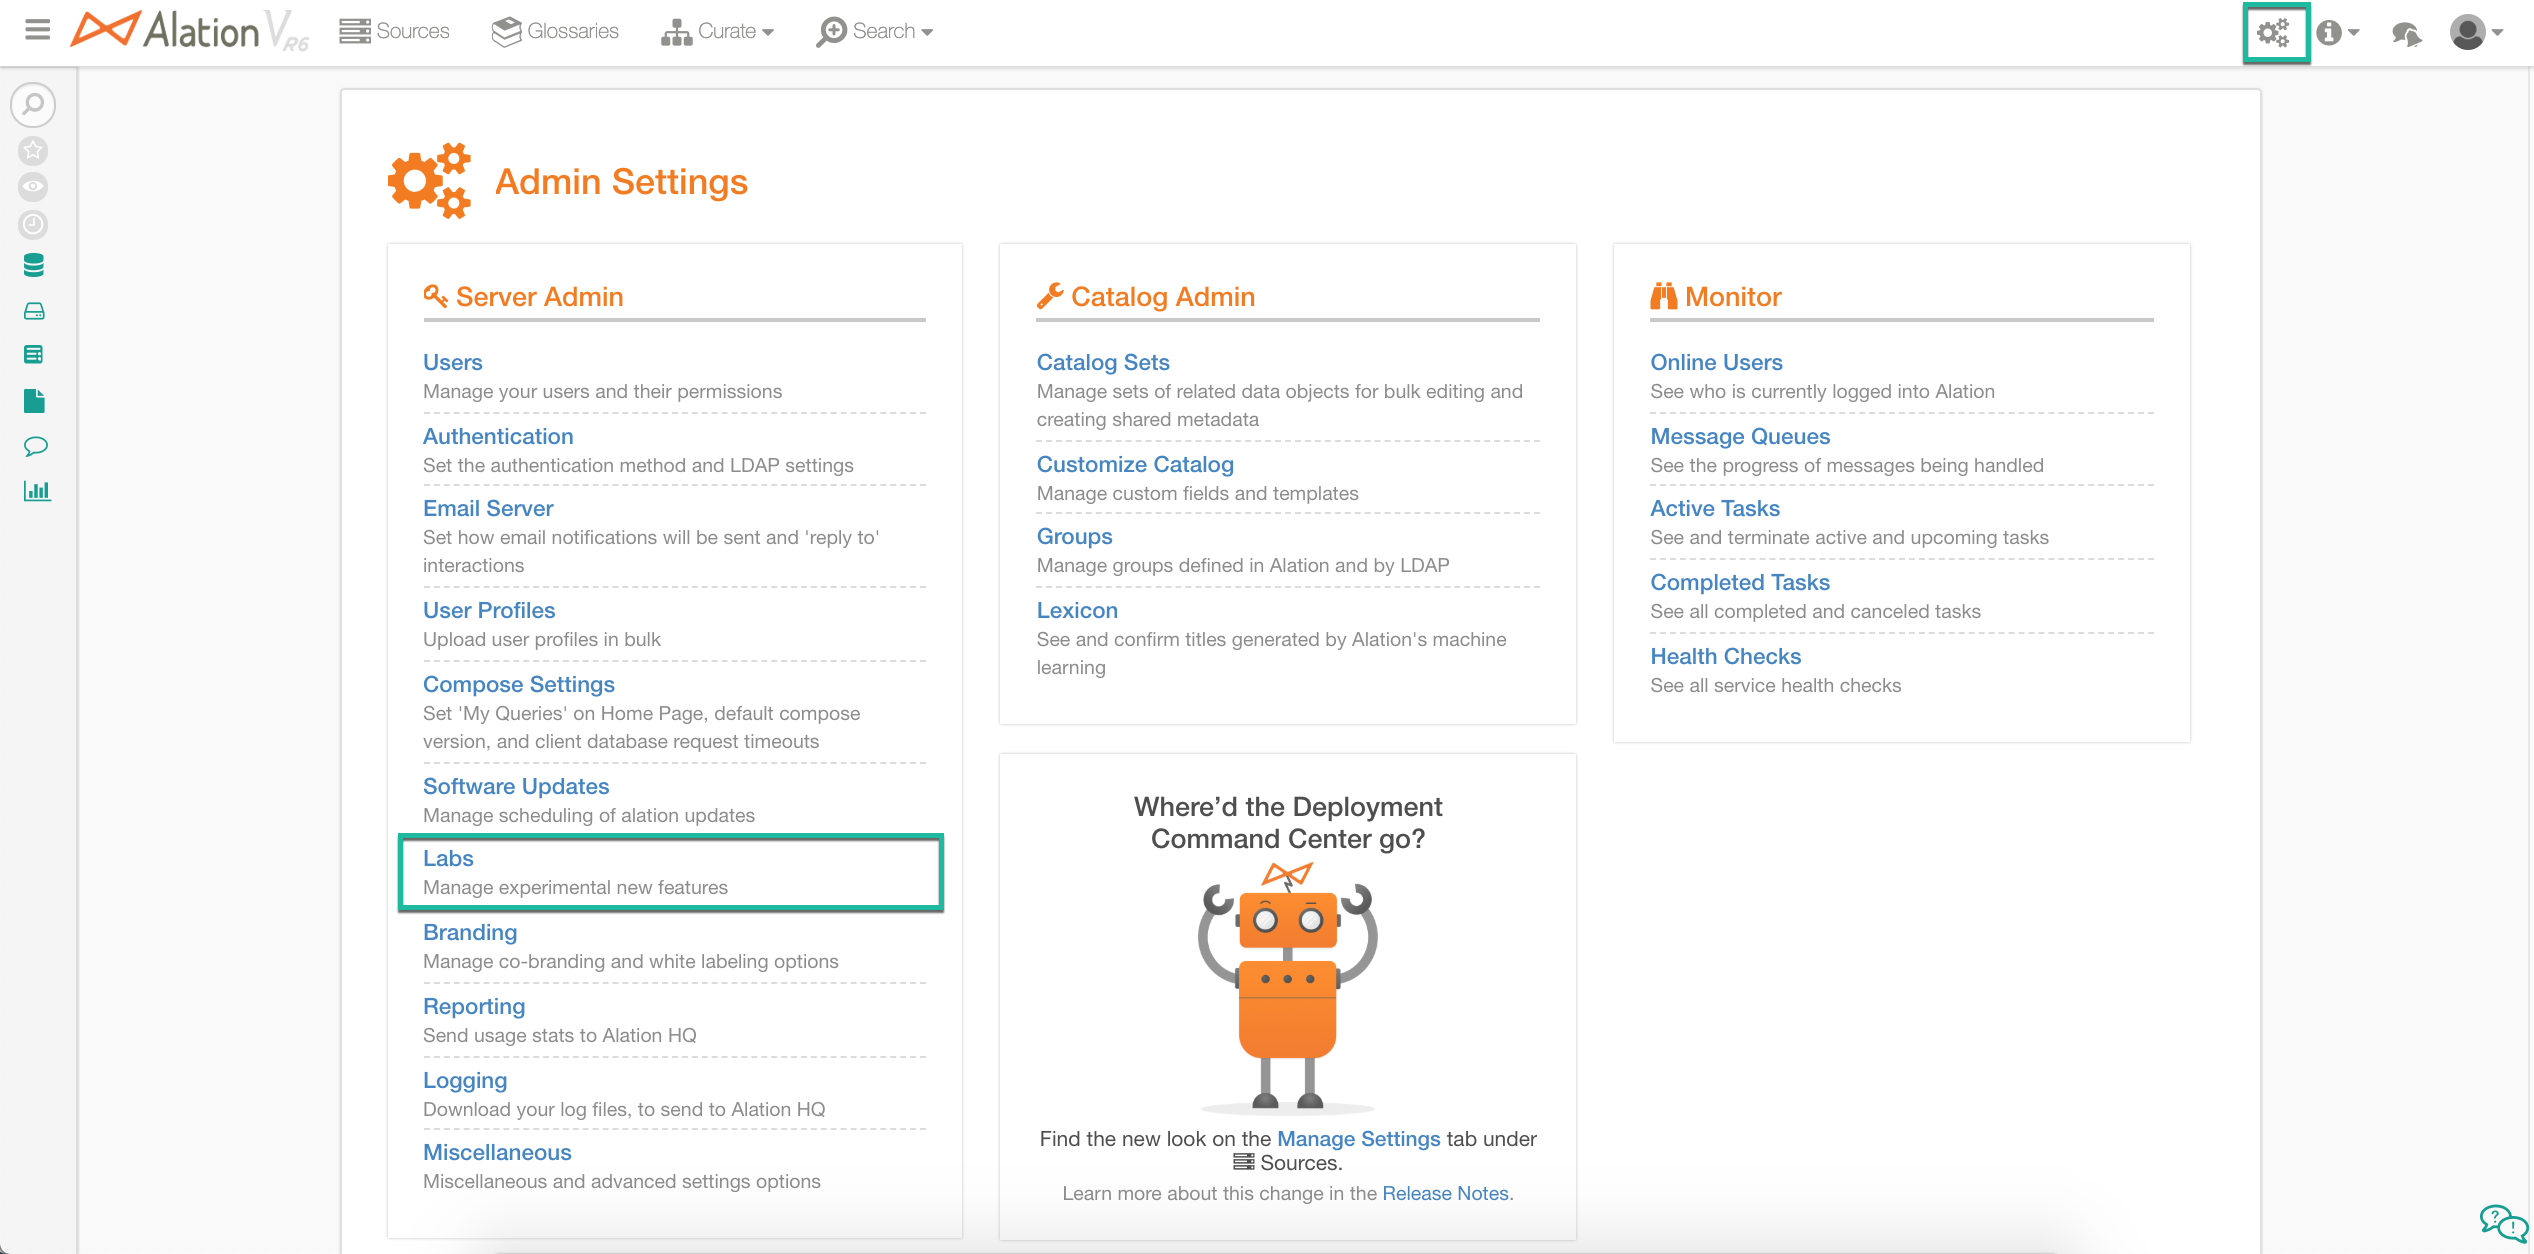 Alation V R6
Sources
Glossaries
Curate
Search
Admin Settings
Server Admin
Users
Manage your users and their permissions
Authentication
Set the authentication method and LDAP settings
Email Server
Set how email notifications will be sent and 'reply to'
interactions
User Profiles
Upload user profiles in bulk
Compose Settings
Set 'My Queries' on Home Page, default compose
version, and client database request timeouts
Software Updates
Manage scheduling of alation updates
Labs
Manage experimental new features
Branding
Manage co-branding and white labeling options
Reporting
Send usage stats to Alation HQ
Logging
Download your log files, to send to Alation HQ
Miscellaneous
Miscellaneous and advanced settings options
Catalog Admin
Catalog Sets
Manage sets of related data objects for bulk editing and
creating shared metadata
Customize Catalog
Manage custom fields and templates
Groups
Manage groups defined in Alation and by LDAP
Lexicon
See and confirm titles generated by Alation's machine
learning
Where’d the Deployment
Command Center go?
Find the new look on the Manage Settings tab under
Sources.
Learn more about this change in the Release Notes.
Monitor
Online Users
See who is currently logged into Alation
Message Queues
See the progress of messages being handled
Active Tasks
See and terminate active and upcoming tasks
Completed Tasks
See all completed and canceled tasks
Health Checks
See all service health checks